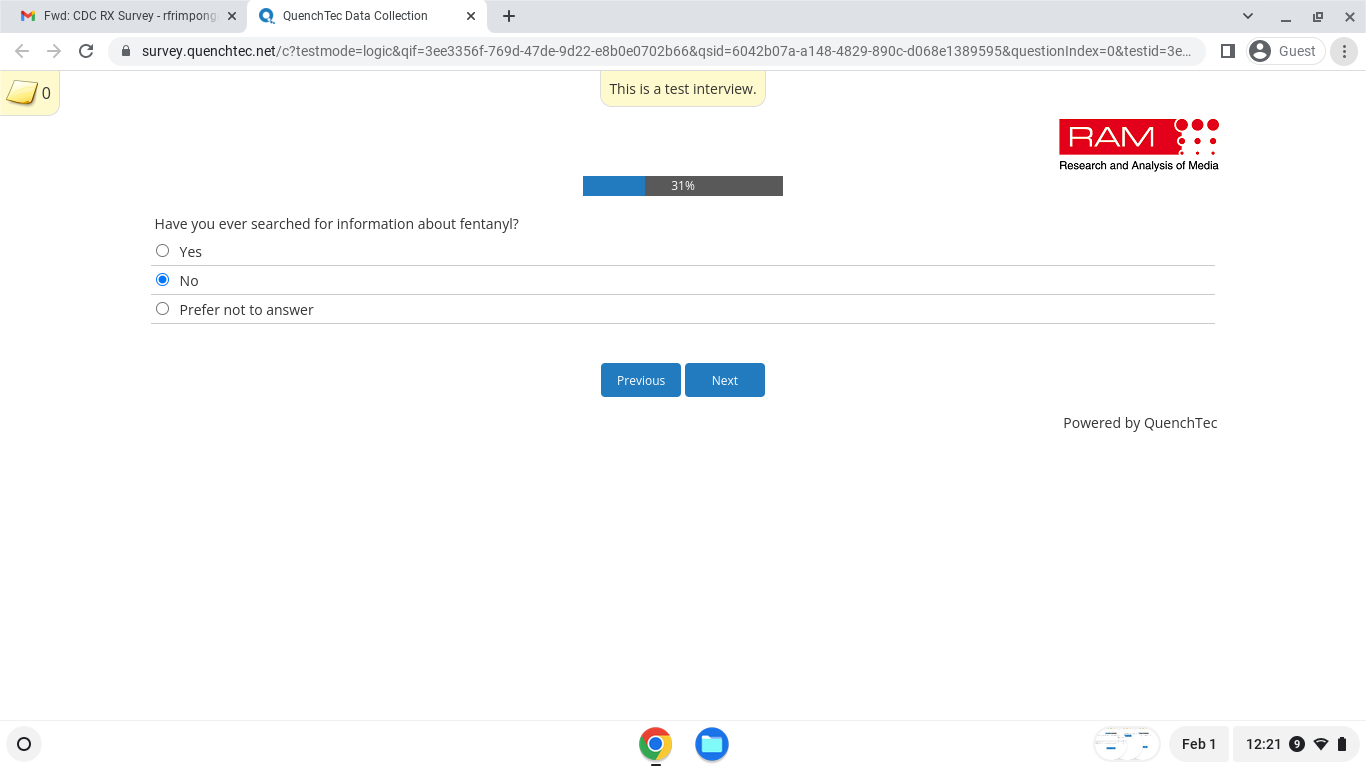 Fwd: CDC RX Survey - rfrimpong
QuenchTec Data Collection
survey.quenchtec.net/c?testmode=logic&qif=3ee3356f-769d-47de-9d22-e8b0e0702b66&qsid=6042b07a-a148-4829-890c-d068e1389595&questionIndex=0&testid=3e...
Guest
0
This is a test interview.
RAM
Research and Analysis of Media
31%
Have you ever searched for information about fentanyl?
Yes
No
Prefer not to answer
Previous
Next
Powered by QuenchTec
Feb 1
12:21
9